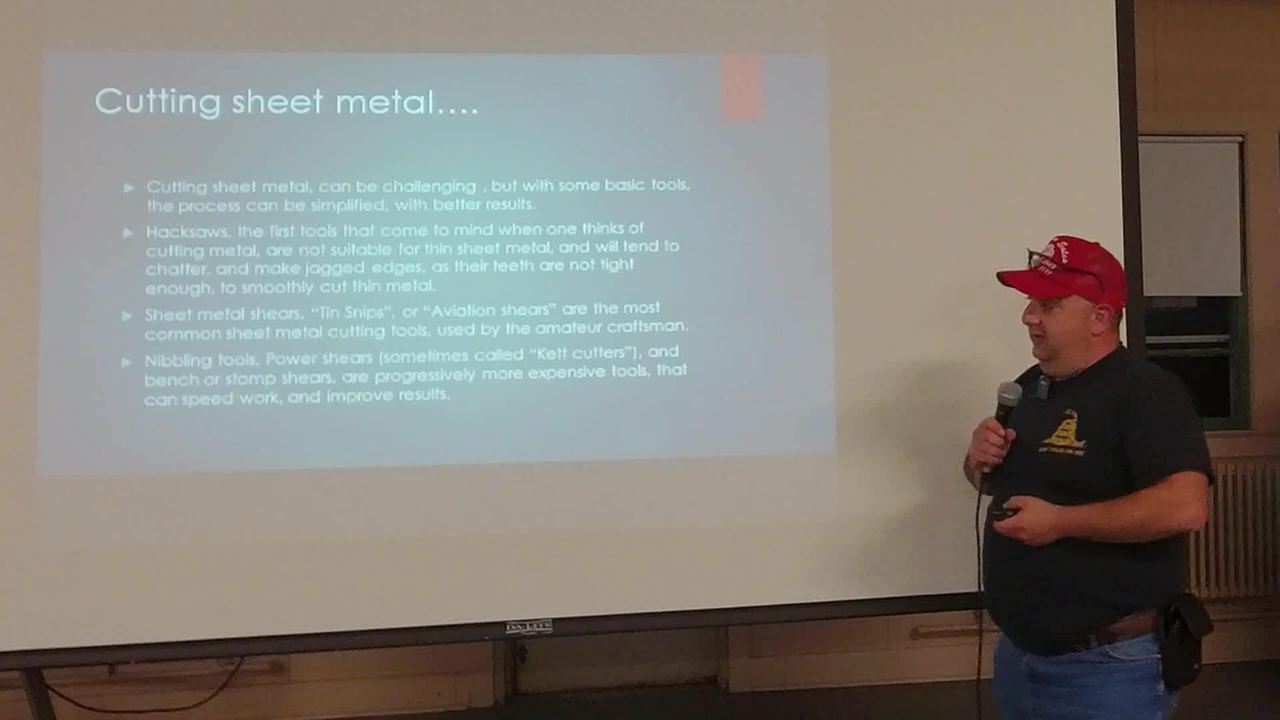 Cutting sheet metal....
Cutting sheet metal, can be challenging , but with some basic tools,
the process can be simplified, with better results.
Hacksaws, the first tools that come to mind when one thinks of
cutting metal, are not suitable for thin sheet metal, and will tend to
chatter, and make jagged edges, as their teeth are not tight
enough, to smoothly cut thin metal.
Sheet metal shears, “Tin Snips”, or “Aviation shears” are the most
common sheet metal cutting tools, used by the amateur craftsman.
Nibbling tools, Power shears (sometimes called “Kett cutters”), and
bench or stomp shears, are progressively more expensive tools, that
can speed work, and improve results.
DA-LITE